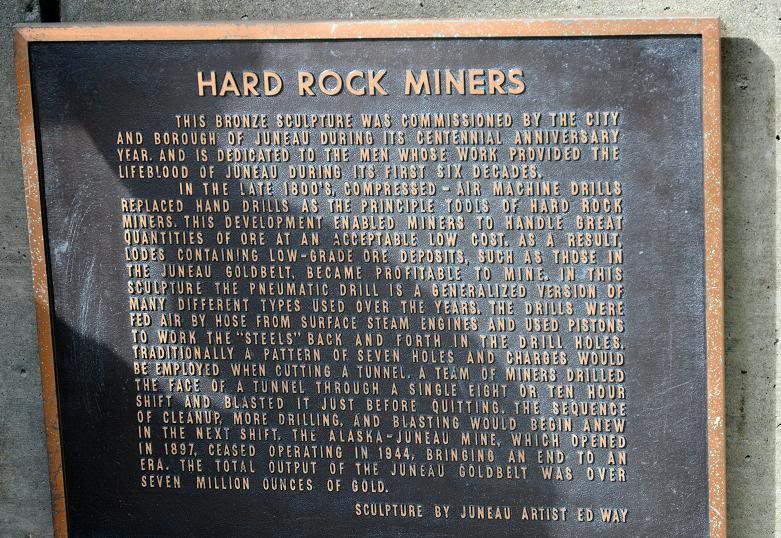 HARD ROCK MINERS
THIS BRONZE SCULPTURE WAS COMMISSIONED BY THE CITY
AND BOROUGH OF JUNEAU DURING ITS CENTENNIAL ANNIVERSARY
YEAR. AND IS DEDICATED TO THE MEN WHOSE WORK PROVIDED THE
LIFEBLOOD OF JUNEAU DURING ITS FIRST SIX DECADES.
IN THE LATE 1800'S, COMPRESSED-AIR MACHINE DRILLS
REPLACED HAND DRILLS AS THE PRINCIPLE TOOLS OF HARD ROCK
MINERS. THIS DEVELOPMENT ENABLED MINERS TO HANDLE GREAT
QUANTITIES OF ORE AT AN ACCEPTABLE LOW COST. AS A RESULT,
LODES CONTAINING LOW-GRADE ORE DEPOSITS, SUCH AS THOSE IN
THE JUNEAU GOLDBELT, BECAME PROFITABLE TO MINE. IN THIS
SCULPTURE THE PNEUMATIC DRILL IS A GENERALIZED VERSION OF
MANY DIFFERENT TYPES USED OVER THE YEARS. THE DRILLS WERE
FED AIR BY HOSE FROM SURFACE STEAM ENGINES AND USED PISTONS
TO WORK THE "STEELS" BACK AND FORTH IN THE DRILL HOLES.
TRADITIONALLY A PATTERN OF SEVEN HOLES AND CHARGES WOULD
BE EMPLOYED WHEN CUTTING A TUNNEL. A TEAM OF MINERS DRILLED
THE FACE OF A TUNNEL THROUGH A SINGLE EIGHT OR TEN HOUR
SHIFT AND BLASTED IT JUST BEFORE QUITTING. THE SEQUENCE
OF CLEANUP, MORE DRILLING, AND BLASTING WOULD BEGIN ANEW
IN THE NEXT SHIFT. THE ALASKA-JUNEAU MINE, WHICH OPENED
IN 1897, CEASED OPERATING IN 1944, BRINGING AN END TO AN
ERA. THE TOTAL OUTPUT OF THE JUNEAU GOLDBELT WAS OVER
SEVEN MILLION OUNCES OF GOLD.
SCULPTURE BY JUNEAU ARTIST ED WAY